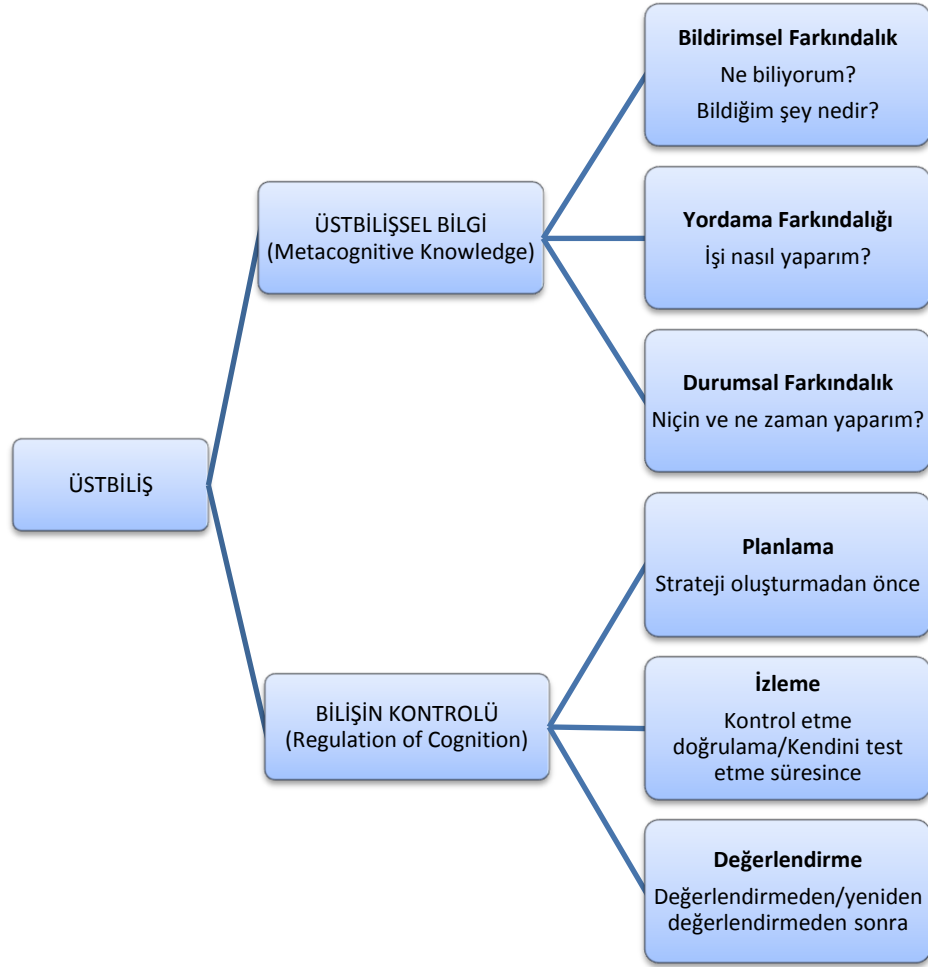 ÜSTBİLİŞ
ÜSTBİLİŞSEL BİLGİ
(Metacognitive Knowledge)
Bildirimsel Farkındalık
Ne biliyorum?
Bildiğim şey nedir?
Yordama Farkındalığı
İşi nasıl yaparım?
Durumsal Farkındalık
Niçin ve ne zaman yaparım?
BİLİŞİN KONTROLÜ
(Regulation of Cognition)
Planlama
Strateji oluşturmadan önce
İzleme
Kontrol etme
doğrulama/Kendini test
etme süresince
Değerlendirme
Değerlendirmeden/yeniden
değerlendirmeden sonra